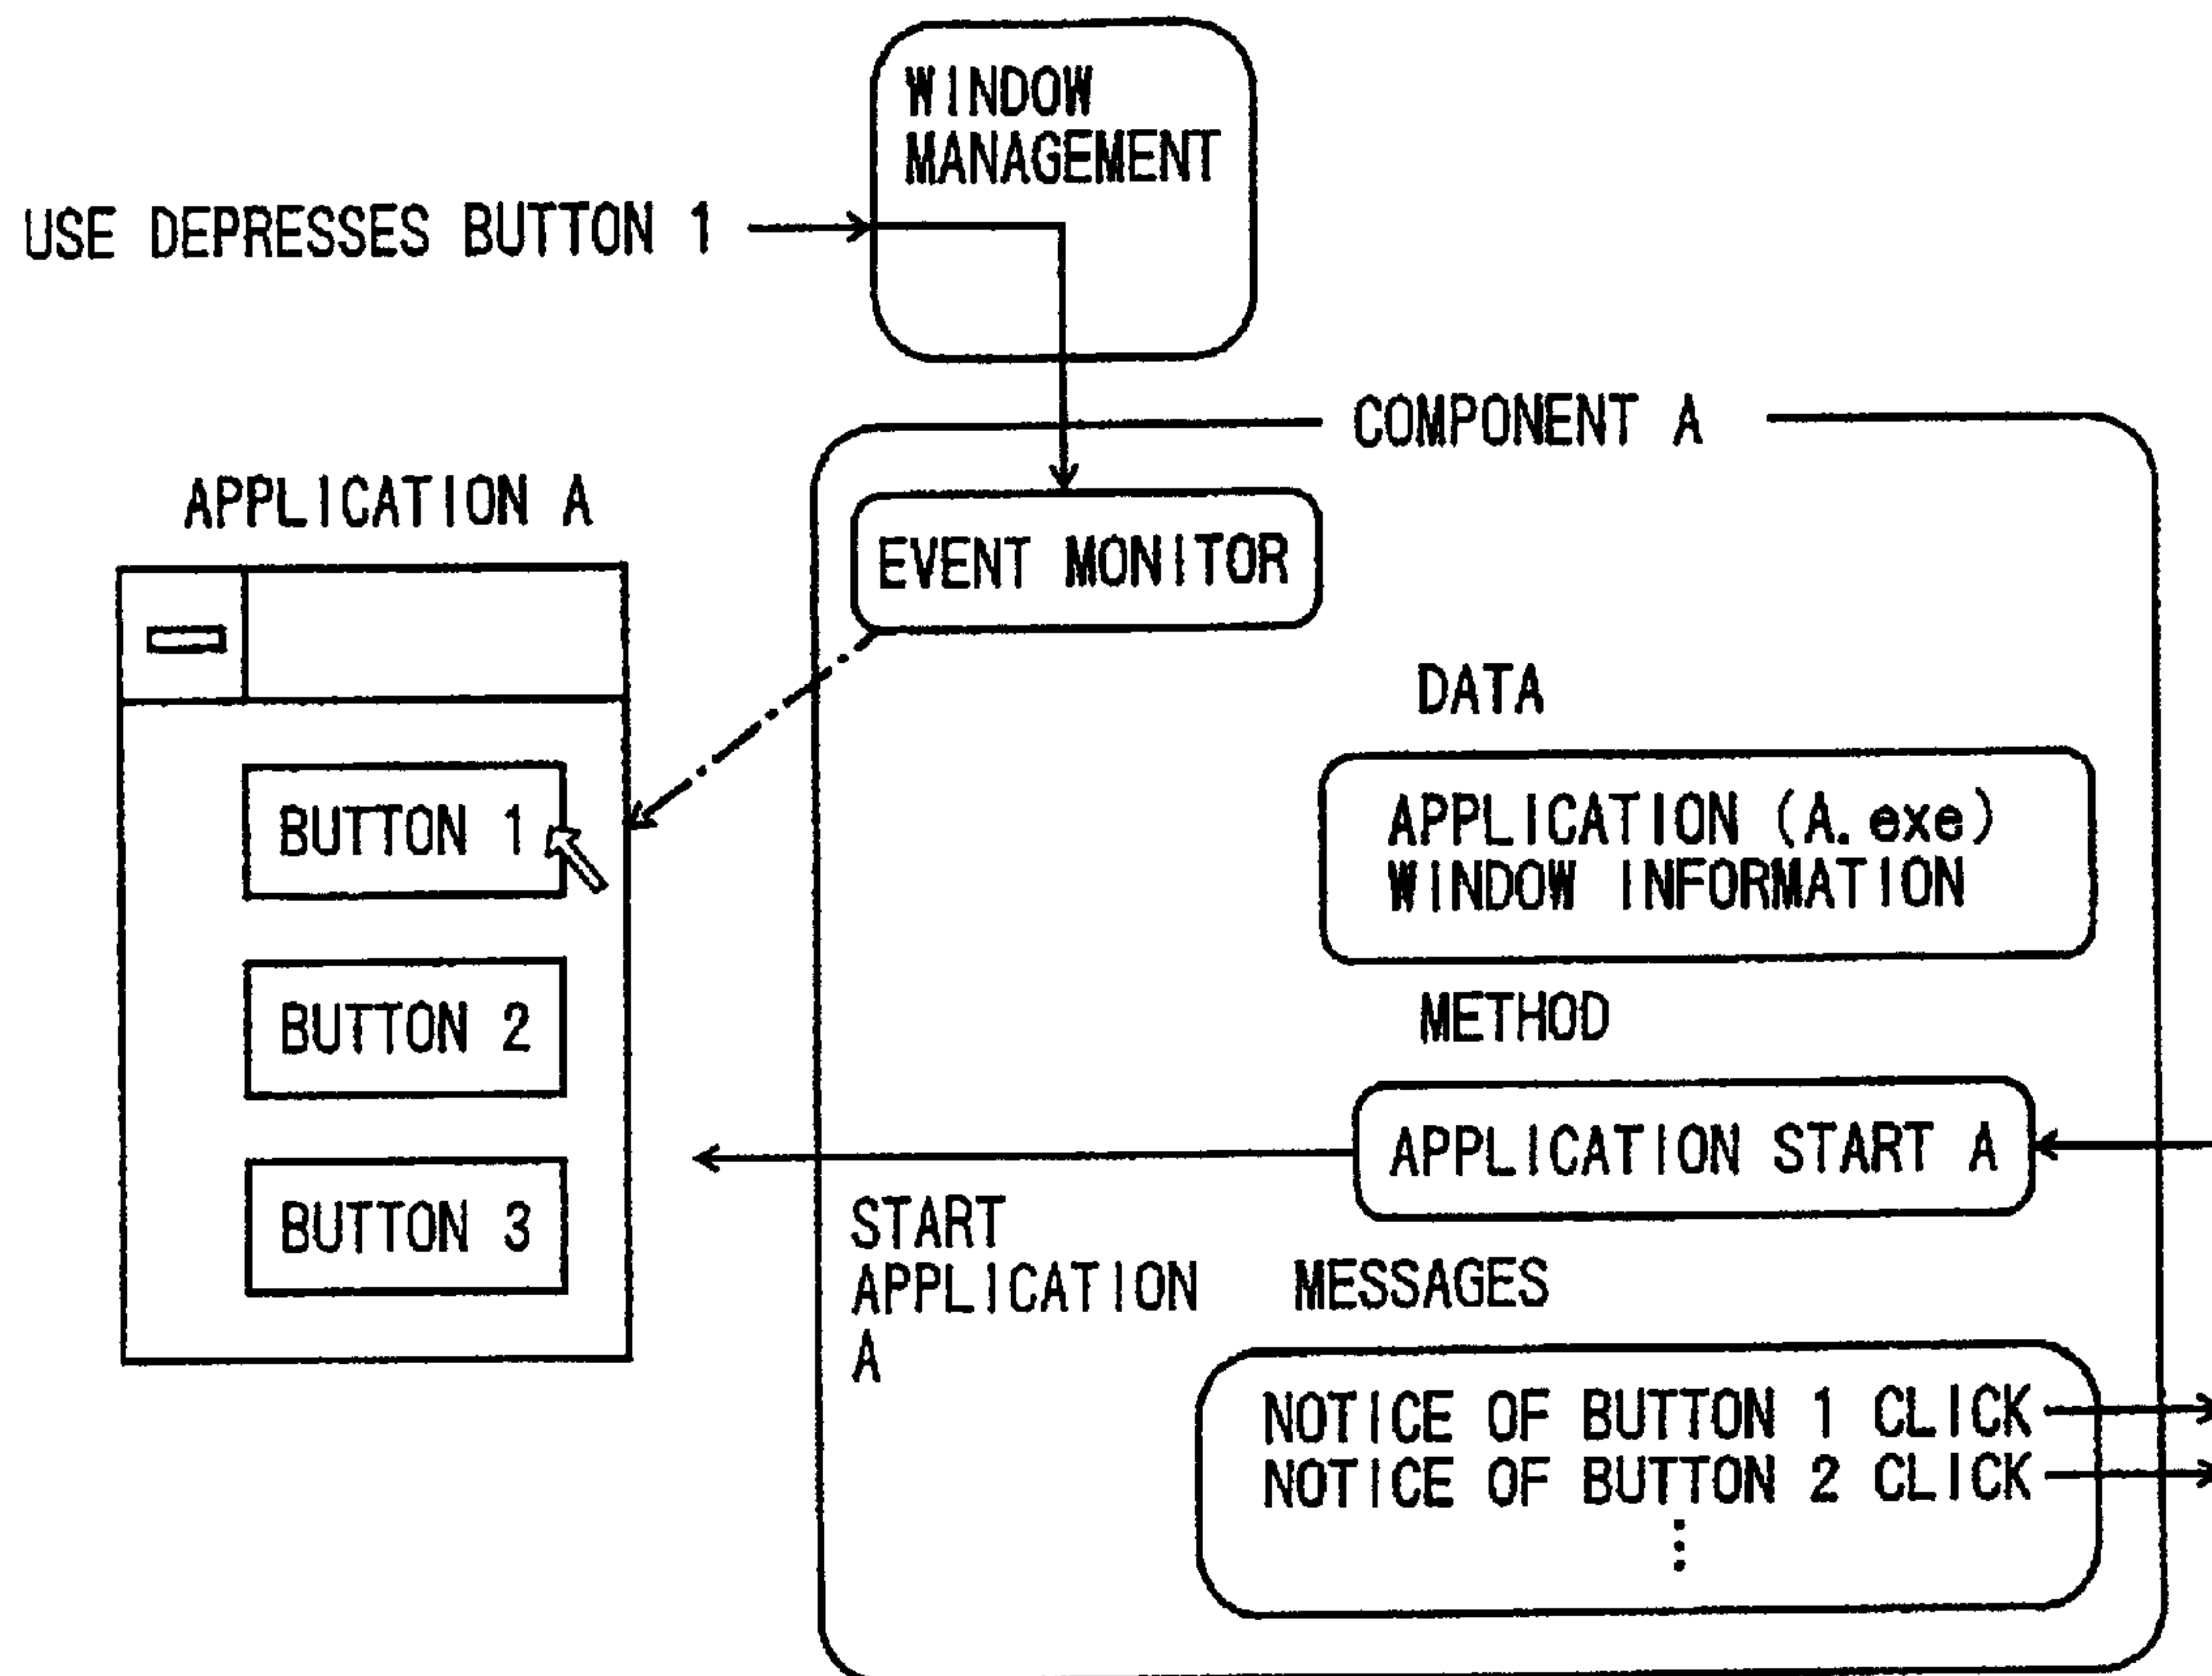 WINDOW
MANAGEMENT
USE DEPRESSES BUTTON 1
COMPONENT A
APPLICATION A
EVENT MONITOR
DATA
BUTTON 1
APPLICATION (A.exe)
WINDOW INFORMATION
BUTTON 2
METHOD
APPLICATION START A
BUTTON 3
START
APPLICATION
A
MESSAGES
NOTICE OF BUTTON 1 CLICK
NOTICE OF BUTTON 2 CLICK
⋮